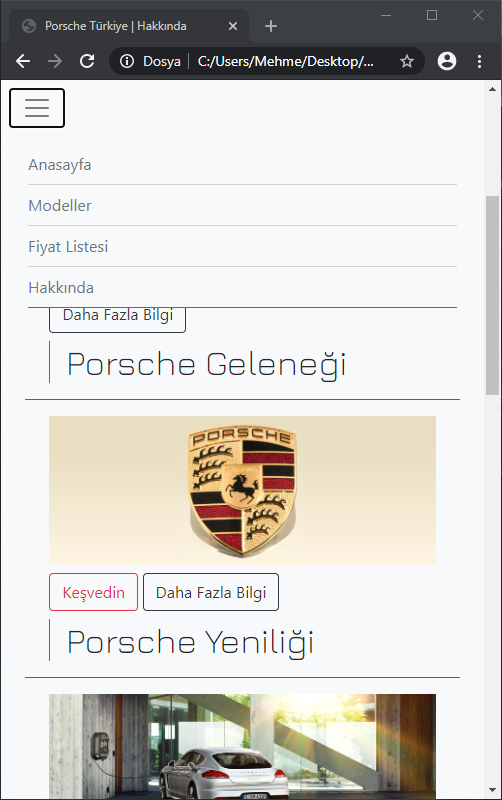 Porsche Türkiye | Hakkında
Dosya
C:/Users/Mehme/Desktop/...
Anasayfa
Modeller
Fiyat Listesi
Hakkında
Daha Fazla Bilgi
Porsche Geleneği
PORSCHE
Keşvedin
Daha Fazla Bilgi
Porsche Yeniliği